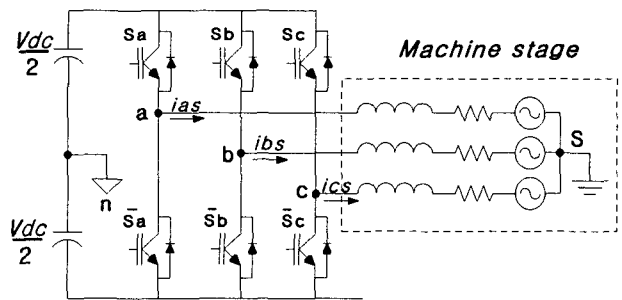 Vdc
2
Sa
Sb
Sc
Machine stage
a
ias
b
ibs
S
c
ics
n
Vdc
2
S̄a
S̄b
S̄c